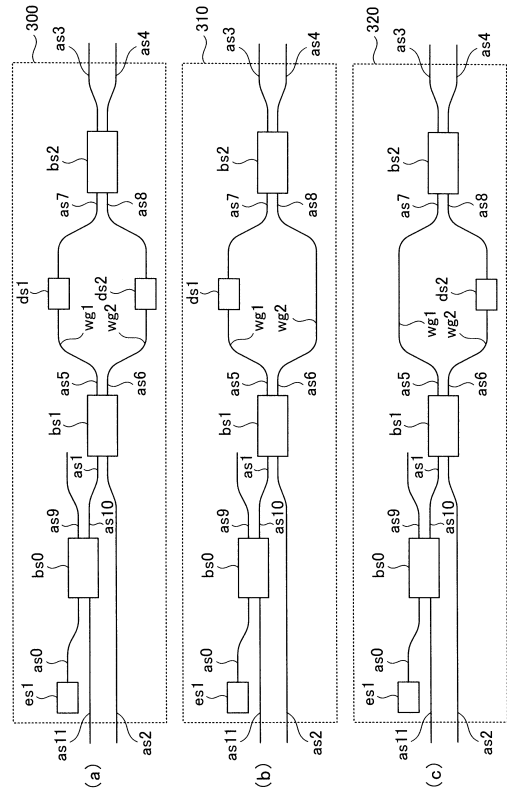 300
as3
as4
bs2
as7
as8
ds1
ds2
wg1
wg2
as5
as6
bs1
as1
as9
as10
bs0
as0
es1
as11
as2
(a)
310
as3
as4
bs2
as7
as8
ds1
wg1
wg2
as5
as6
bs1
as1
as9
as10
bs0
as0
es1
as11
as2
(b)
320
as3
as4
bs2
as7
as8
ds2
wg1
wg2
as5
as6
bs1
as1
as9
as10
bs0
as0
es1
as11
as2
(c)